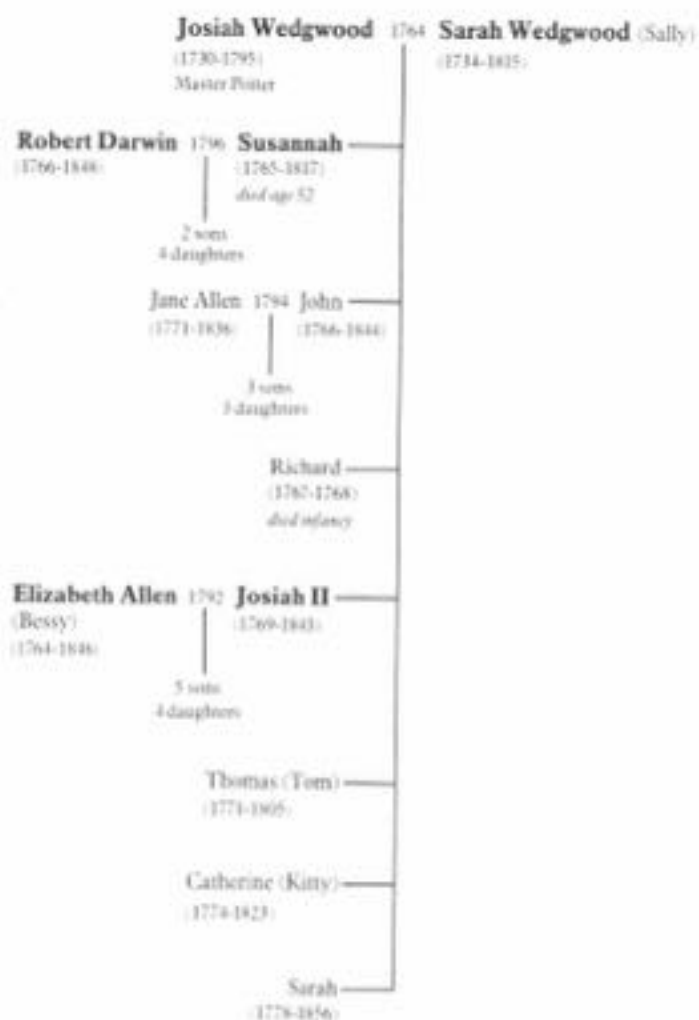 Josiah Wedgwood 1764 Sarah Wedgwood (Sally)
(1730-1795) (1734-1815)
Master Potter
Robert Darwin 1796 Susannah
(1766-1848) (1765-1817)
died age 52
2 sons
4 daughters
Jane Allen 1794 John
(1771-1836) (1766-1844)
sons
daughters
Richard
(1767-1768)
died infancy
Elizabeth Allen 1792 Josiah II
(Bessy) (1769-1843)
(1764-1846)
5 sons
4 daughters
Thomas (Tom)
(1771-1805)
Catherine (Kitty)
(1774-1823)
Sarah
(1778-1856)